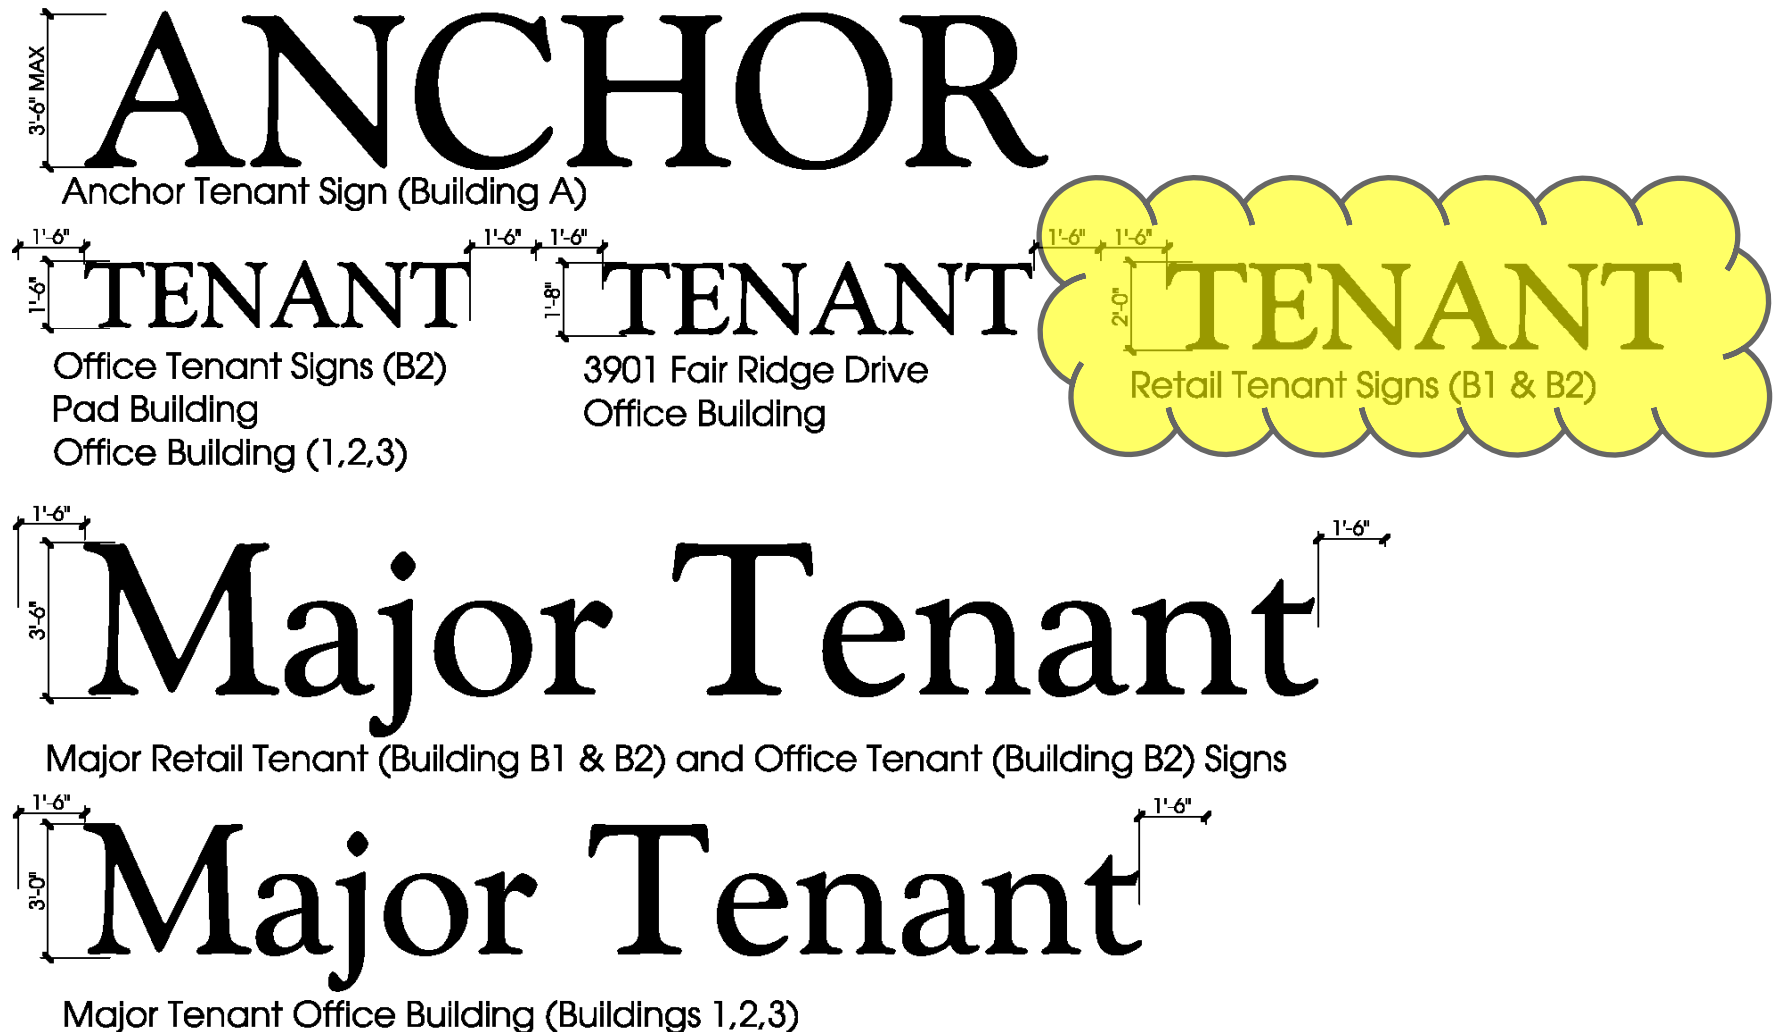 3'-6" MAX
ANCHOR
Anchor Tenant Sign (Building A)
1'-6"
1'-6"
TENANT
1'-6"
Office Tenant Signs (B2)
Pad Building
Office Building (1,2,3)
1'-6"
1'-8"
TENANT
1'-6"
3901 Fair Ridge Drive
Office Building
1'-6"
2'-0"
TENANT
Retail Tenant Signs (B1 & B2)
1'-6"
3'-6"
Major Tenant
1'-6"
Major Retail Tenant (Building B1 & B2) and Office Tenant (Building B2) Signs
1'-6"
3'-0"
Major Tenant
1'-6"
Major Tenant Office Building (Buildings 1,2,3)